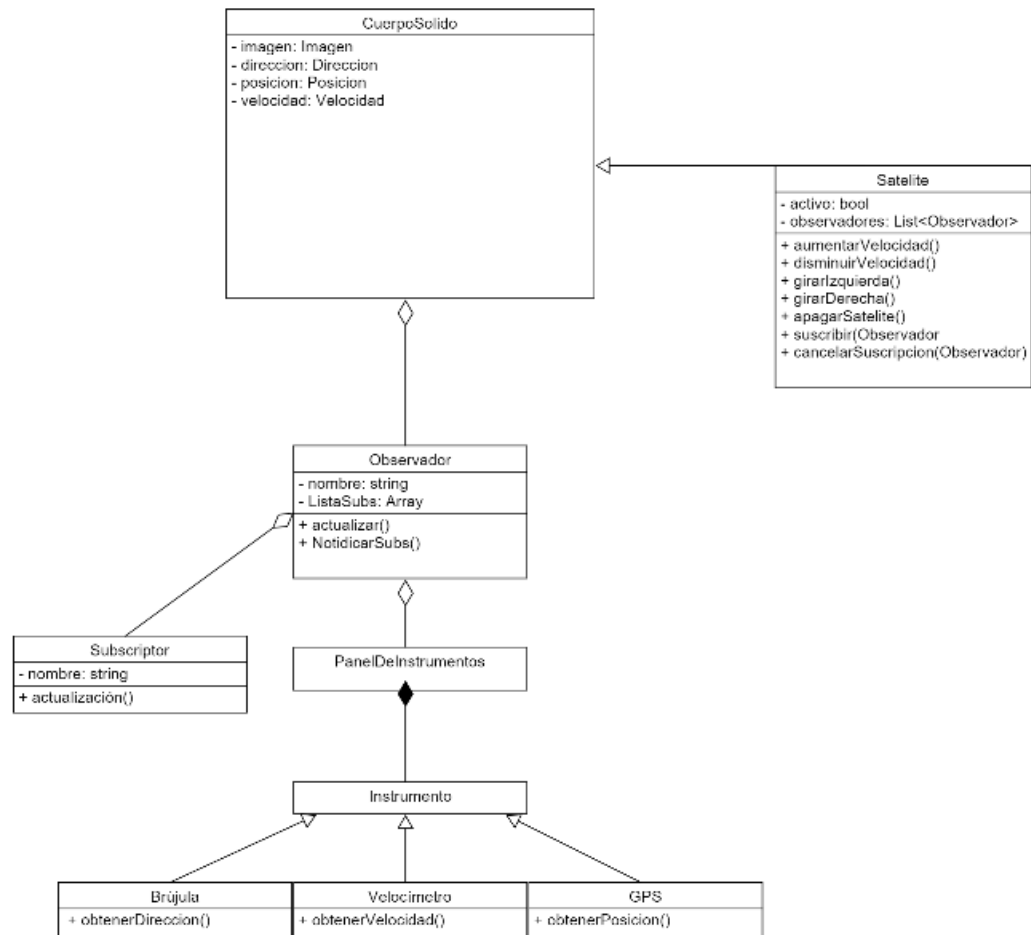 CuerpoSolido
- imagen: Imagen
- direccion: Direccion
- posicion: Posicion
- velocidad: Velocidad
Satelite
- activo: bool
- observadores: List<Observador>
+ aumentarVelocidad()
+ disminuirVelocidad()
+ girarIzquierda()
+ girarDerecha()
+ apagarSatelite()
+ suscribir(Observador
+ cancelarSuscripcion(Observador)
Observador
- nombre: string
- ListaSubs: Array
+ actualizar()
+ NotidicarSubs()
Subscriptor
- nombre: string
+ actualización()
PanelDeInstrumentos
Instrumento
Brújula
+ obtenerDireccion()
Velocímetro
+ obtenerVelocidad()
GPS
+ obtenerPosicion()